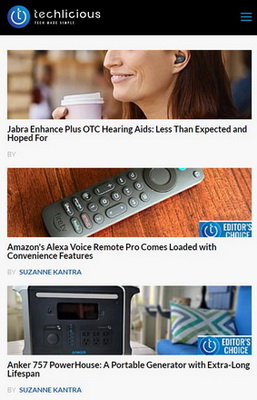 techlicious
TECH MADE SIMPLE
Jabra Enhance Plus OTC Hearing Aids: Less Than Expected and
Hoped For
BY
EDITOR'S
CHOICE
Amazon's Alexa Voice Remote Pro Comes Loaded with
Convenience Features
BY SUZANNE KANTRA
EDITOR'S
CHOICE
Anker 757 PowerHouse: A Portable Generator with Extra-Long
Lifespan
BY SUZANNE KANTRA